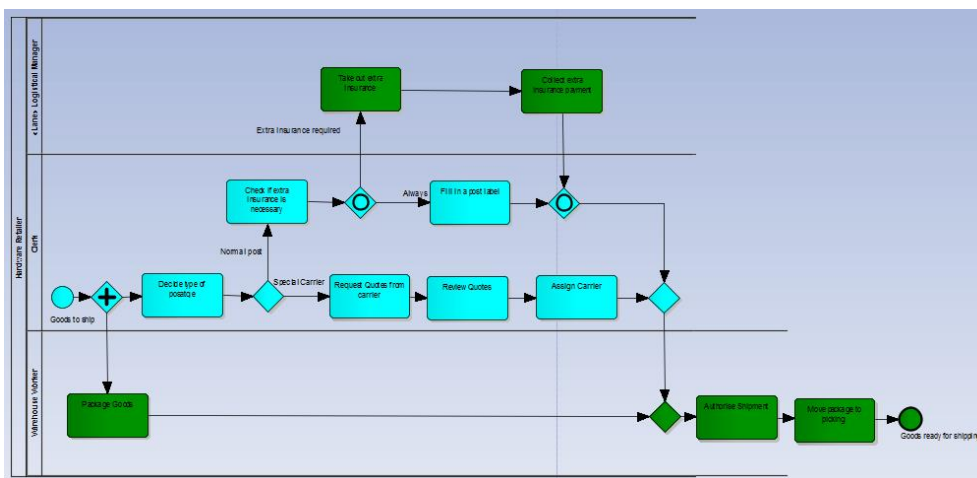 Hardware Retailer
«Lane» Logistical Manager
Take out extra
insurance
Collect extra
insurance payment
Extra insurance required
Clerk
Check if extra
insurance is
necessary
Always
Fill in a post label
Normal post
Special Carrier
Decide type of
posatge
Request Quotes from
carrier
Review Quotes
Assign Carrier
Goods to ship
Warhouse Worker
Package Goods
Authorise Shipment
Move package to
picking
Goods ready for shippin